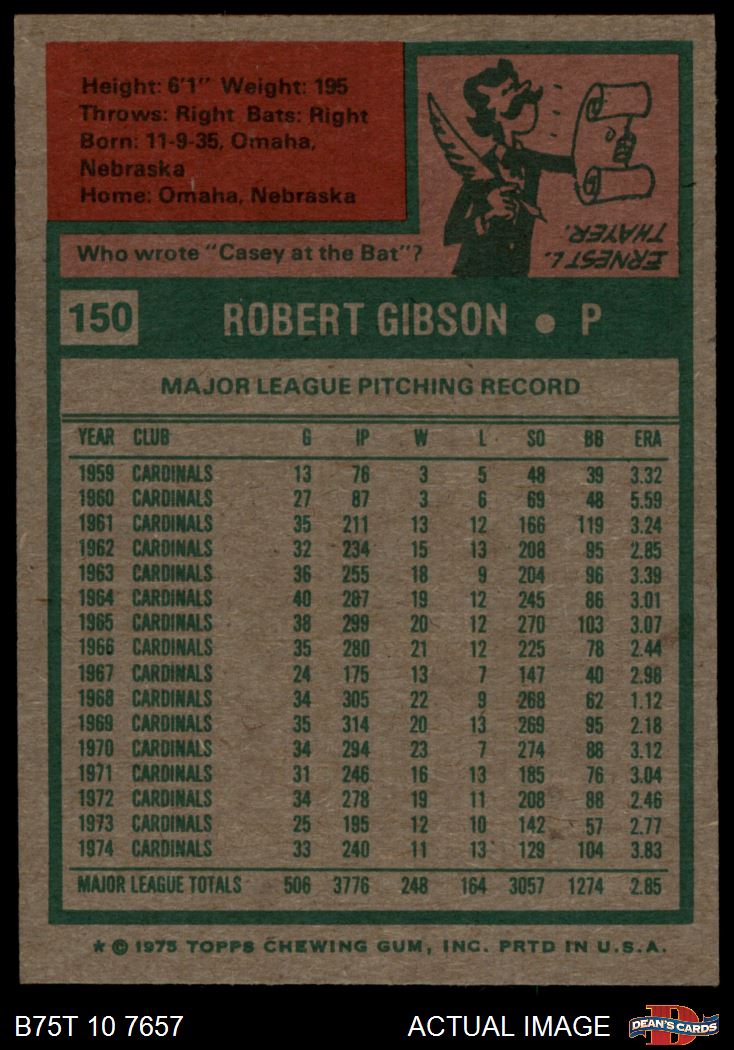 Height: 6'1" Weight: 195
Throws: Right Bats: Right
Born: 11-9-35, Omaha,
Nebraska
Home: Omaha, Nebraska
Who wrote "Casey at the Bat"?
ERNEST L.
THAYER.
150 ROBERT GIBSON • P
MAJOR LEAGUE PITCHING RECORD
YEAR CLUB G IP W L SO BB ERA
1959 CARDINALS 13 76 3 5 48 39 3.32
1960 CARDINALS 27 87 3 6 69 48 5.59
1961 CARDINALS 35 211 13 12 166 119 3.24
1962 CARDINALS 32 234 15 13 208 95 2.85
1963 CARDINALS 36 255 18 9 204 96 3.39
1964 CARDINALS 40 287 19 12 245 86 3.01
1965 CARDINALS 38 299 20 12 270 103 3.07
1966 CARDINALS 35 280 21 12 225 78 2.44
1967 CARDINALS 24 175 13 7 147 40 2.98
1968 CARDINALS 34 305 22 9 268 62 1.12
1969 CARDINALS 35 314 20 13 269 95 2.18
1970 CARDINALS 34 294 23 7 274 88 3.12
1971 CARDINALS 31 246 16 13 185 76 3.04
1972 CARDINALS 34 278 19 11 208 88 2.46
1973 CARDINALS 25 195 12 10 142 57 2.77
1974 CARDINALS 33 240 11 13 129 104 3.83
MAJOR LEAGUE TOTALS 506 3776 248 164 3057 1274 2.85
★ © 1975 TOPPS CHEWING GUM, INC. PRTD IN U.S.A.
B75T 10 7657 ACTUAL IMAGE DEAN'S CARDS